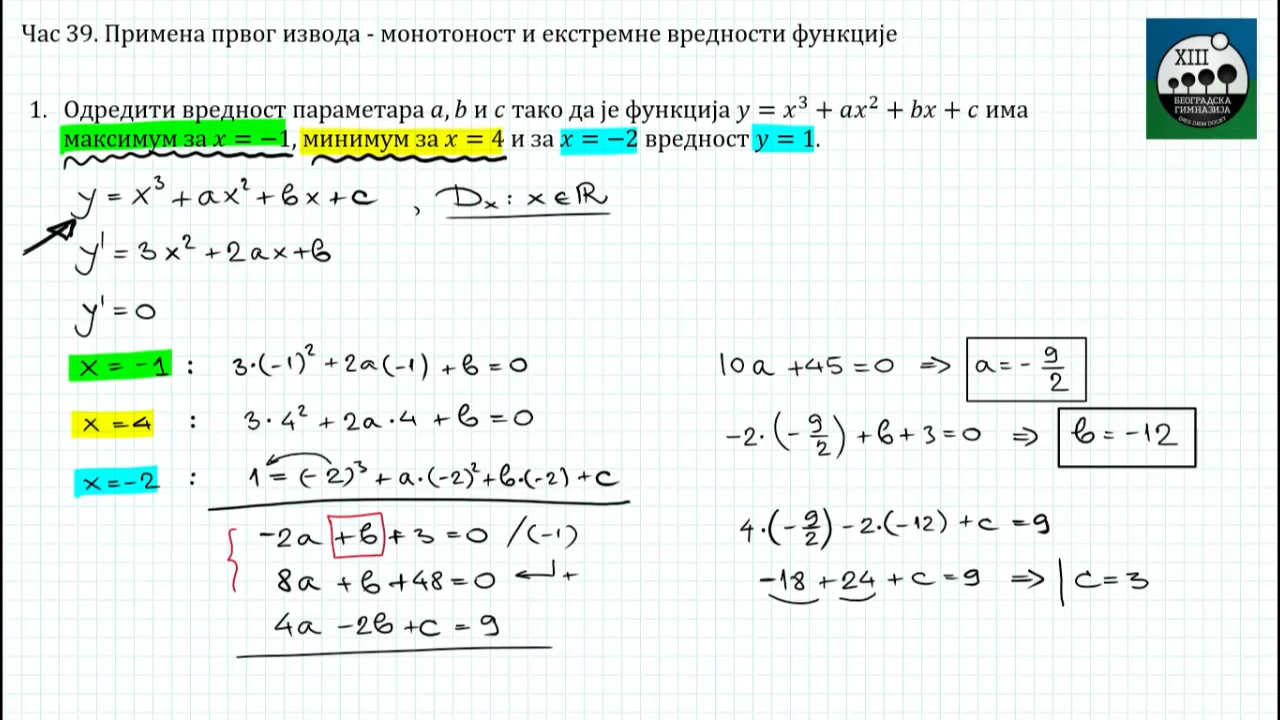 Час 39. Примена првог извода - монотоност и екстремне вредности функције
XIII
БЕОГРАДСКА
ГИМНАЗИЈА
1. Одредити вредност параметара a, b и c тако да је функција y = x³ + ax² + bx + c има
максимум за x = −1, минимум за x = 4 и за x = −2 вредност y = 1.
y = x³ + ax² + bx + c , Dₓ : x ∈ ℝ
y' = 3x² + 2ax + b
y' = 0
x = -1 : 3·(-1)² + 2a(-1) + b = 0
x = 4 : 3·4² + 2a·4 + b = 0
x = -2 : 1 = (-2)³ + a·(-2)² + b·(-2) + c
-2a + b + 3 = 0 /(-1)
8a + b + 48 = 0 ↵ +
4a - 2b + c = 9
10a + 45 = 0 ⇒ a = - 9/2
-2·(-9/2) + b + 3 = 0 ⇒ b = -12
4·(-9/2) - 2·(-12) + c = 9
-18 + 24 + c = 9 ⇒ c = 3